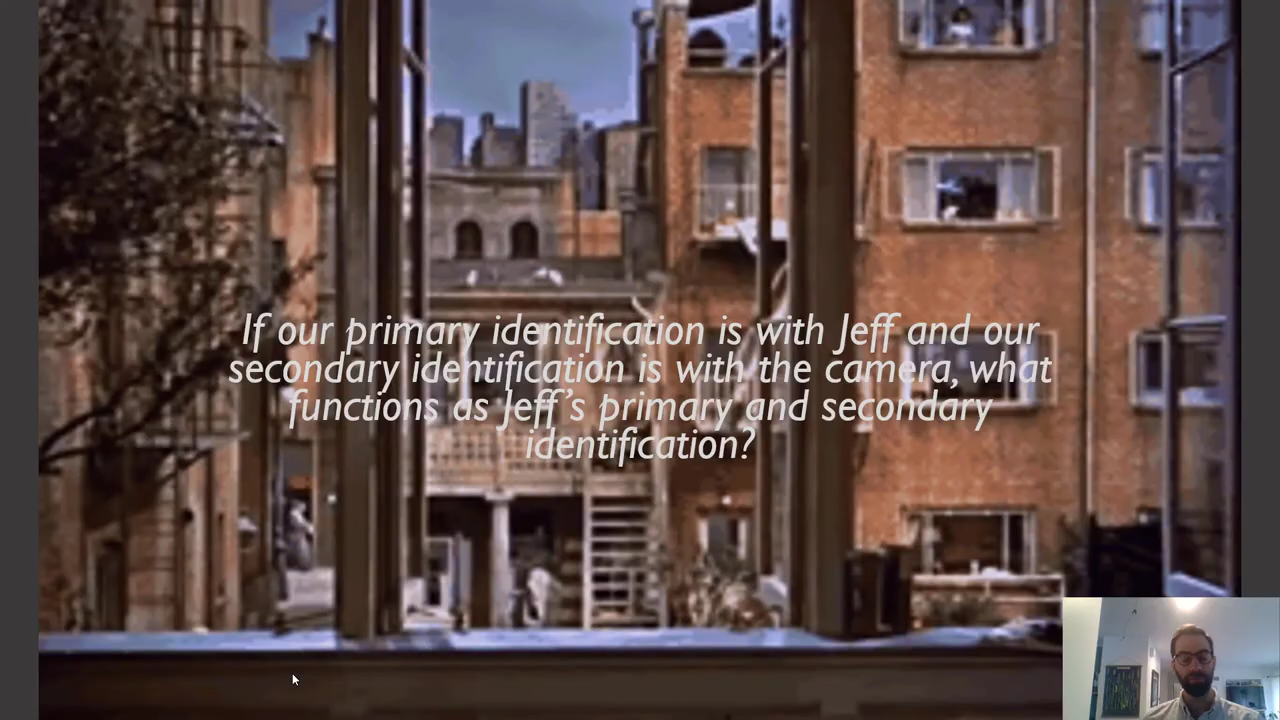 If our primary identification is with Jeff and our
secondary identification is with the camera, what
functions as Jeff’s primary and secondary
identification?